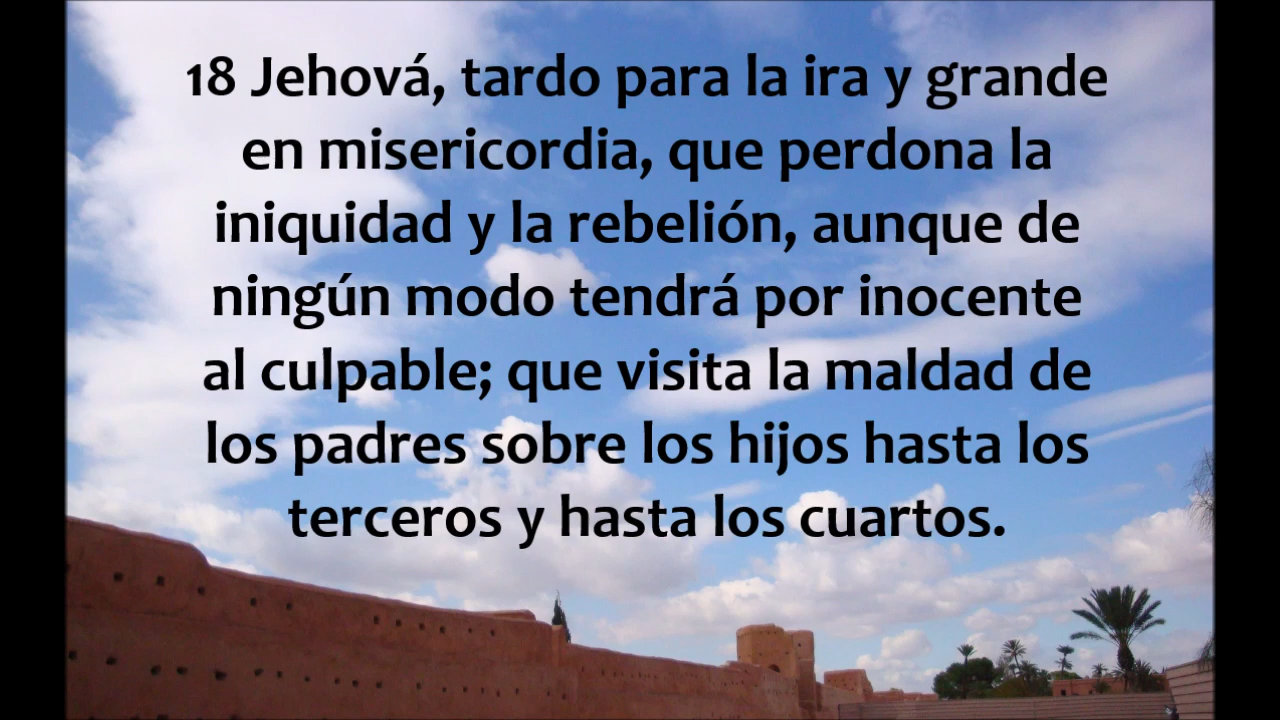 18 Jehová, tardo para la ira y grande
en misericordia, que perdona la
iniquidad y la rebelión, aunque de
ningún modo tendrá por inocente
al culpable; que visita la maldad de
los padres sobre los hijos hasta los
terceros y hasta los cuartos.